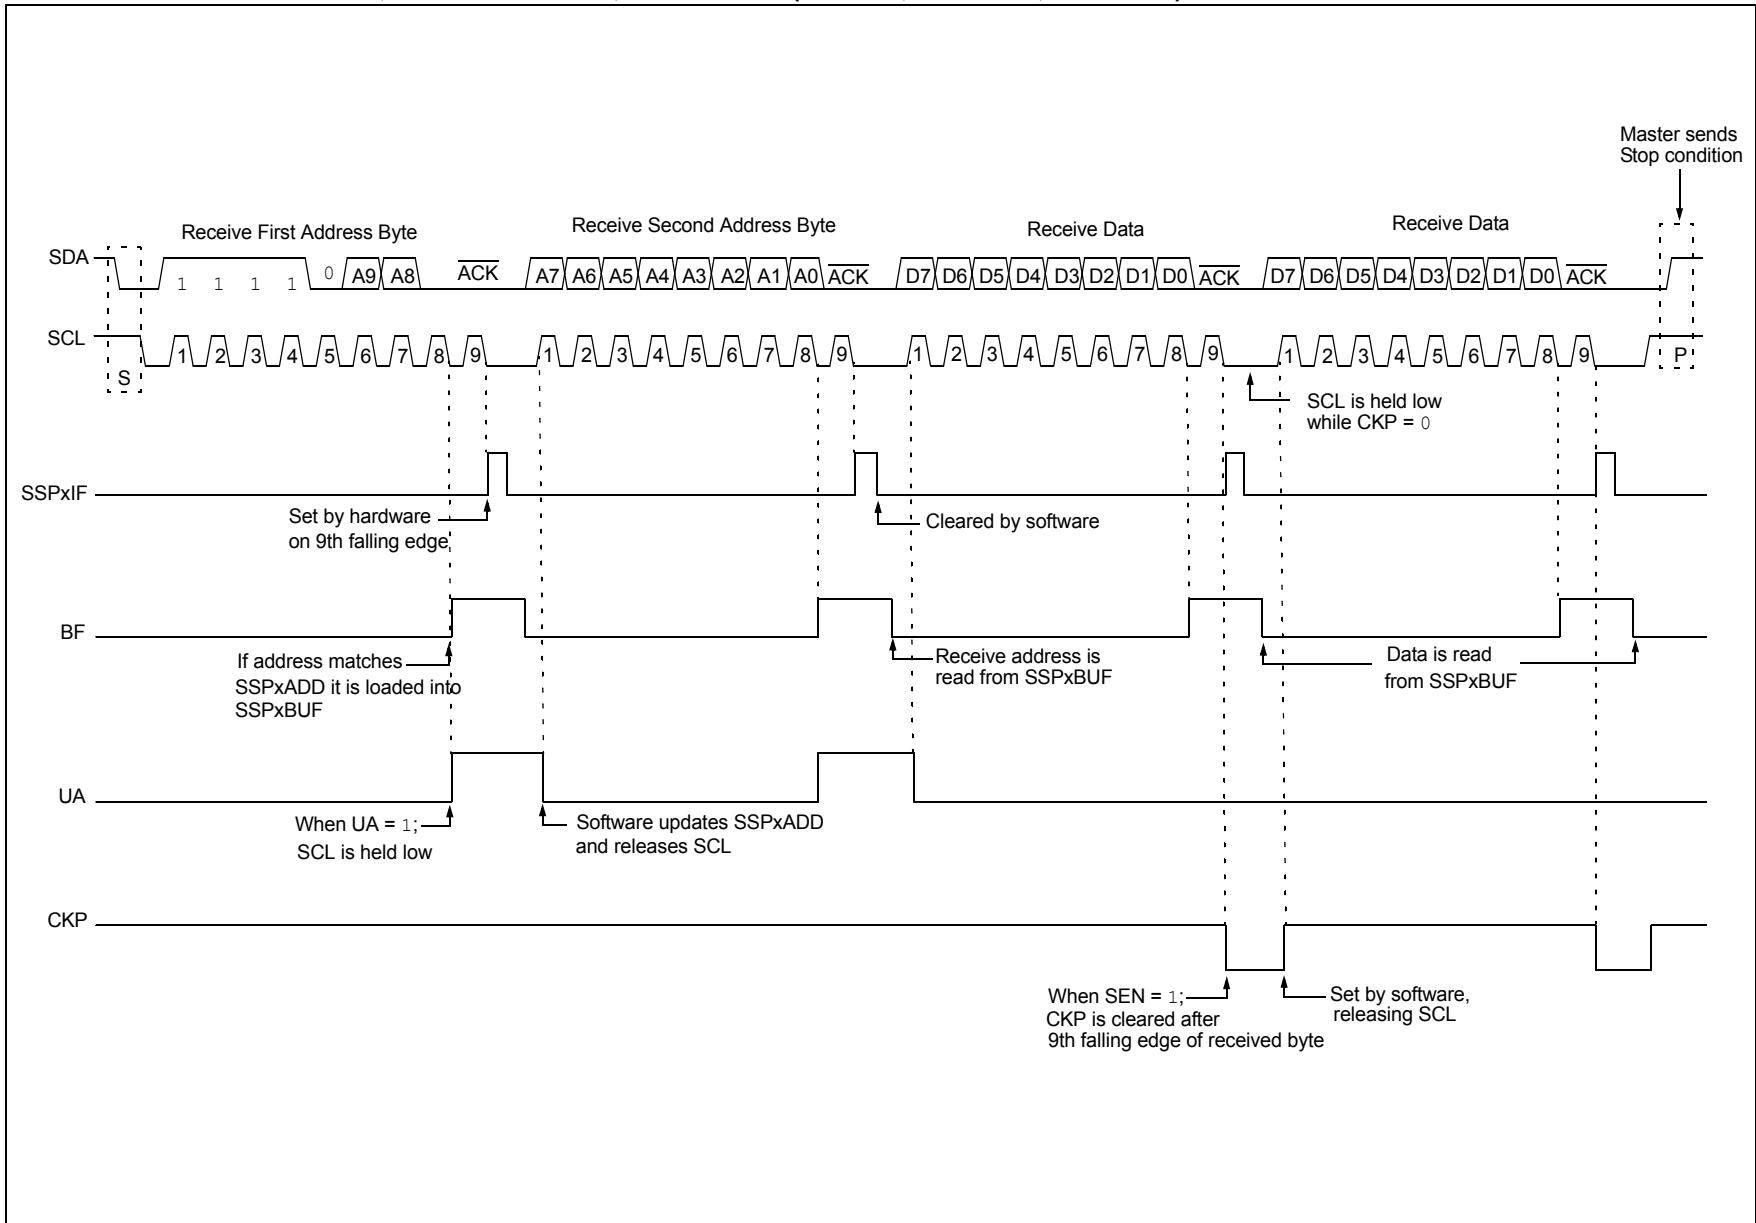 Master sends
Stop condition
Receive First Address Byte
Receive Second Address Byte
Receive Data
Receive Data
SDA
1 1 1 1 0 A9 A8 ACK A7 A6 A5 A4 A3 A2 A1 A0 ACK D7 D6 D5 D4 D3 D2 D1 D0 ACK D7 D6 D5 D4 D3 D2 D1 D0 ACK
SCL
S 1 2 3 4 5 6 7 8 9 1 2 3 4 5 6 7 8 9 1 2 3 4 5 6 7 8 9 1 2 3 4 5 6 7 8 9 P
SCL is held low
while CKP = 0
SSPxIF
Set by hardware
on 9th falling edge
Cleared by software
BF
If address matches
SSPxADD it is loaded into
SSPxBUF
Receive address is
read from SSPxBUF
Data is read
from SSPxBUF
UA
When UA = 1;
SCL is held low
Software updates SSPxADD
and releases SCL
CKP
When SEN = 1;
CKP is cleared after
9th falling edge of received byte
Set by software,
releasing SCL